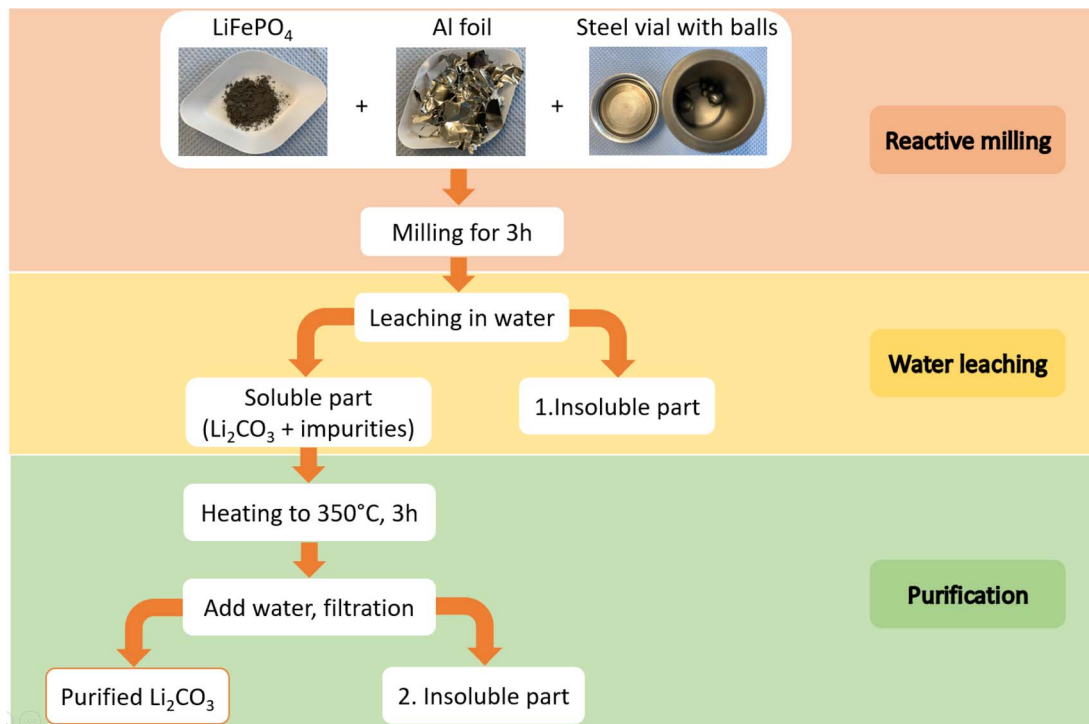 LiFePO₄
Al foil
Steel vial with balls
+
+
Reactive milling
Milling for 3h
Leaching in water
Water leaching
Soluble part
(Li₂CO₃ + impurities)
1.Insoluble part
Heating to 350°C, 3h
Add water, filtration
Purification
Purified Li₂CO₃
2. Insoluble part